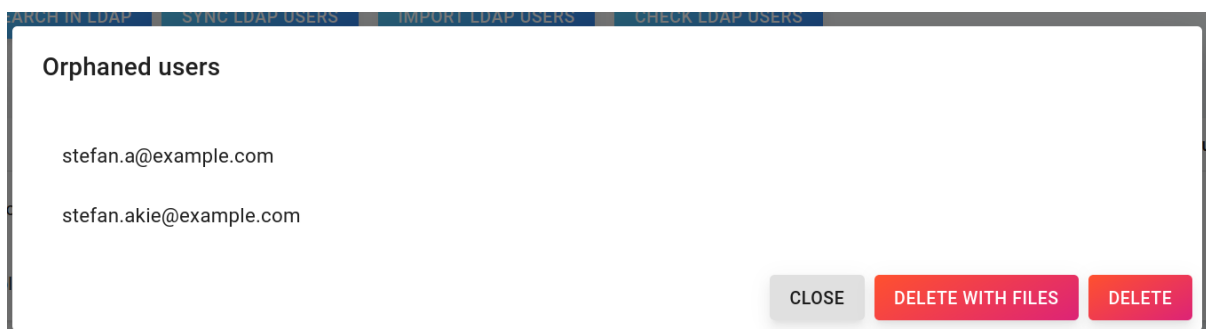 SEARCH IN LDAP SYNC LDAP USERS IMPORT LDAP USERS CHECK LDAP USERS
Orphaned users
stefan.a@example.com
stefan.akie@example.com
CLOSE DELETE WITH FILES DELETE